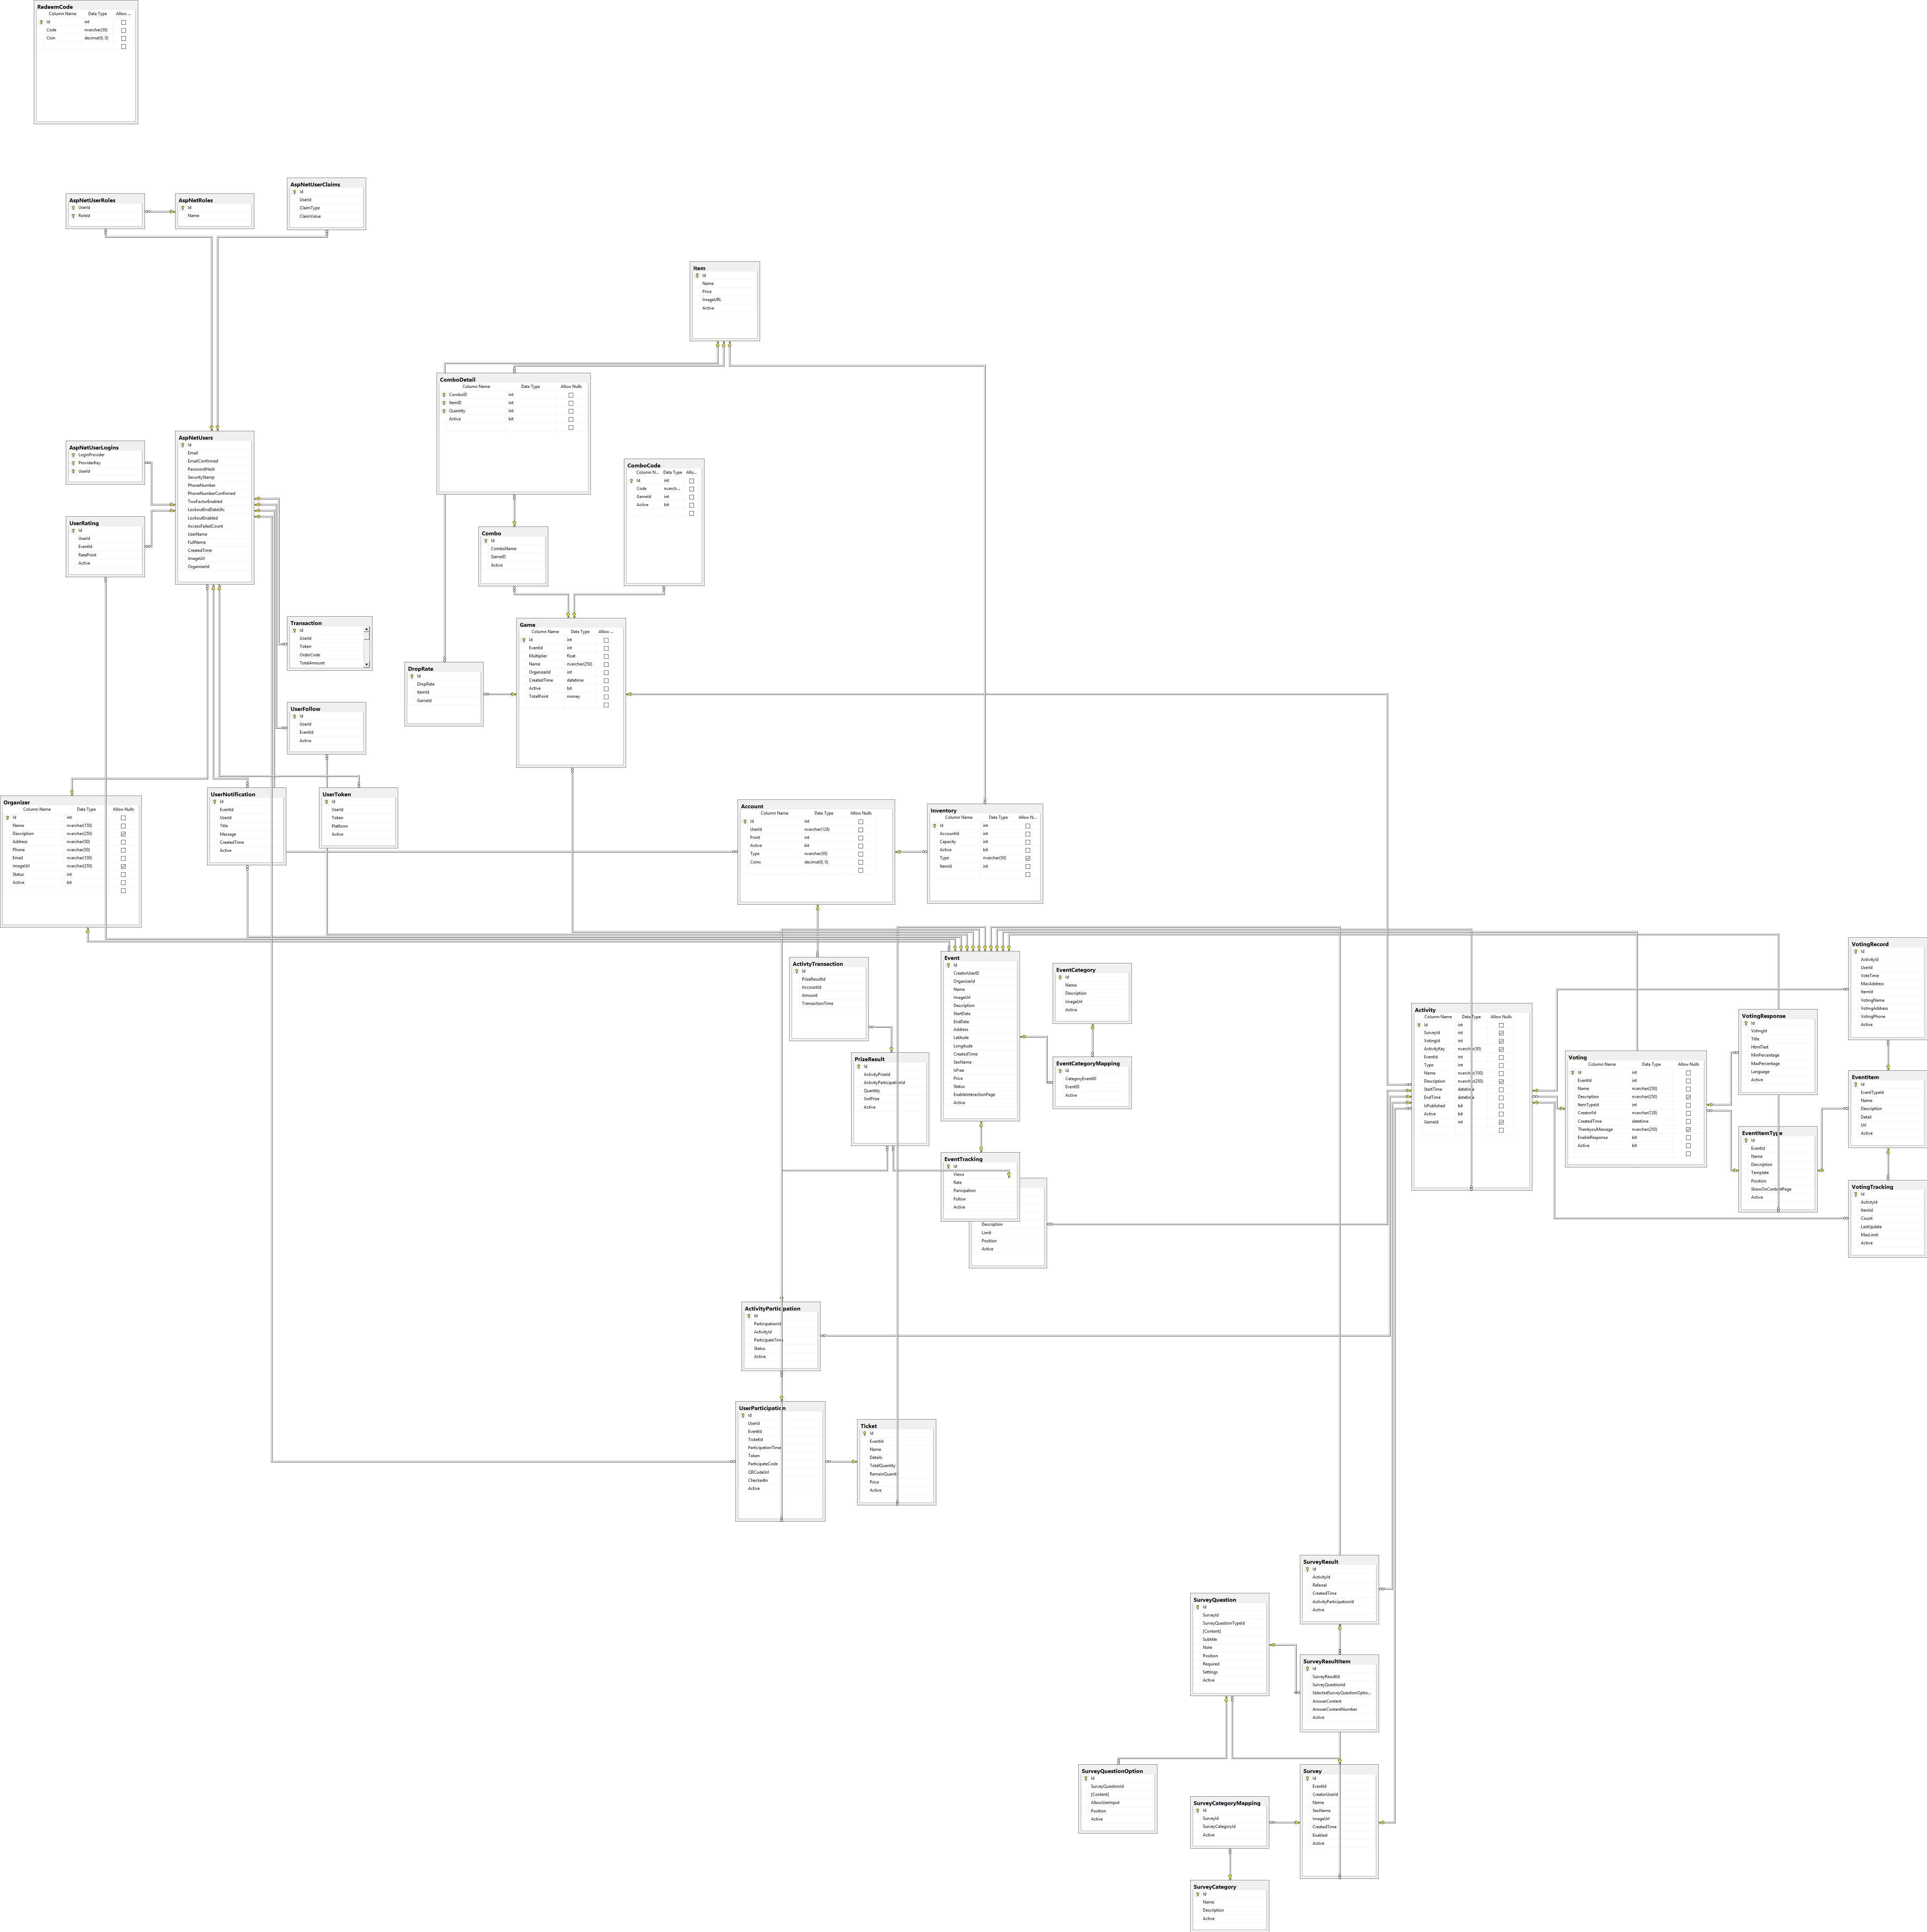 RedeemCode
Column Name Data Type Allow ...
Id int
Code nvarchar(50)
Coin decimal(8, 0)
AspNetUserRoles
UserId
RoleId
AspNetRoles
Id
Name
AspNetUserClaims
Id
UserId
ClaimType
ClaimValue
Item
Id
Name
Price
ImageURL
Active
ComboDetail
Column Name Data Type Allow Nulls
ComboID int
ItemID int
Quantity int
Active bit
AspNetUsers
Id
Email
EmailConfirmed
PasswordHash
SecurityStamp
PhoneNumber
PhoneNumberConfirmed
TwoFactorEnabled
LockoutEndDateUtc
LockoutEnabled
AccessFailedCount
UserName
FullName
CreatedTime
ImageUrl
OrganizerId
AspNetUserLogins
LoginProvider
ProviderKey
UserId
UserRating
Id
UserId
EventId
RatePoint
Active
ComboCode
Column N... Data Type Allo...
Id int
Code nvarch...
GameId int
Active bit
Combo
Id
ComboName
GameID
Active
Transaction
Id
UserId
Token
OrderCode
TotalAmount
Game
Column Name Data Type Allow ...
Id int
EventId int
Multiplier float
Name nvarchar(250)
OrganizerId int
CreatedTime datetime
Active bit
TotalPoint money
DropRate
Id
DropRate
ItemId
GameId
UserFollow
Id
UserId
EventId
Active
Organizer
Column Name Data Type Allow Nulls
Id int
Name nvarchar(150)
Description nvarchar(250)
Address nvarchar(50)
Phone nvarchar(50)
Email nvarchar(100)
ImageUrl nvarchar(250)
Status int
Active bit
UserNotification
Id
EventId
UserId
Title
Message
CreatedTime
Active
UserToken
Id
UserId
Token
Platform
Active
Account
Column Name Data Type Allow Nulls
Id int
UserId nvarchar(128)
Point int
Active bit
Type nvarchar(50)
Coins decimal(8, 0)
Inventory
Column Name Data Type Allow N...
Id int
AccountId int
Capacity int
Active bit
Type nvarchar(50)
ItemId int
ActivtyTransaction
Id
PrizeResultId
AccountId
Amount
TransactionTime
Event
Id
CreatorUserID
OrganizerId
Name
ImageUrl
Description
StartDate
EndDate
Address
Latitude
Longitude
CreatedTime
SeoName
IsFree
Price
Status
EnableInteractionPage
Active
EventCategory
Id
Name
Description
ImageUrl
Active
EventCategoryMapping
Id
CategoryEventID
EventID
Active
PrizeResult
Id
ActivityPriceId
ActivityParticipationId
Quantity
GotPrize
Active
EventTracking
Id
Views
Rate
Paricipation
Follow
Active
Description
Limit
Position
Active
Activity
Column Name Data Type Allow Nulls
Id int
SurveyId int
VotingId int
ActivityKey nvarchar(50)
EventId int
Type int
Name nvarchar(100)
Description nvarchar(250)
StartTime datetime
EndTime datetime
IsPublished bit
Active bit
GameId int
Voting
Column Name Data Type Allow Nulls
Id int
EventId int
Name nvarchar(250)
Description nvarchar(250)
ItemTypeId int
CreatorId nvarchar(128)
CreatedTime datetime
ThankyouMessage nvarchar(250)
EnableResponse bit
Active bit
VotingResponse
Id
VotingId
Title
HtmlText
MinPercentage
MaxPercentage
Language
Active
EventItemType
Id
EventId
Name
Description
Template
Position
ShowOnContentPage
Active
VotingRecord
Id
ActivityId
UserId
VoteTime
MacAddress
ItemId
VotingName
VotingAddress
VotingPhone
Active
EventItem
Id
EventTypeId
Name
Description
Detail
Url
Active
VotingTracking
Id
ActivityId
ItemId
Count
LastUpdate
MaxLimit
Active
ActivityParticipation
Id
ParticipationId
ActivityId
ParticipateTime
Status
Active
UserParticipation
Id
UserId
EventId
TicketId
ParticipationTime
Token
ParticipateCode
QRCodeUrl
CheckedIn
Active
Ticket
Id
EventId
Name
Details
TotalQuantity
RemainQuantit
Price
Active
SurveyResult
Id
ActivityId
Referral
CreatedTime
ActivityParticipationId
Active
SurveyQuestion
Id
SurveyId
SurveyQuestionTypeId
[Content]
Subtitle
Note
Position
Required
Settings
Active
SurveyResultItem
Id
SurveyResultId
SurveyQuestionId
SelectedSurveyQuestionOptio...
AnswerContent
AnswerContentNumber
Active
SurveyQuestionOption
Id
SurveyQuestionId
[Content]
AllowUserInput
Position
Active
Survey
Id
EventId
CreatorUserId
Name
SeoName
ImageUrl
CreatedTime
Enabled
Active
SurveyCategoryMapping
Id
SurveyId
SurveyCategoryId
Active
SurveyCategory
Id
Name
Description
Active